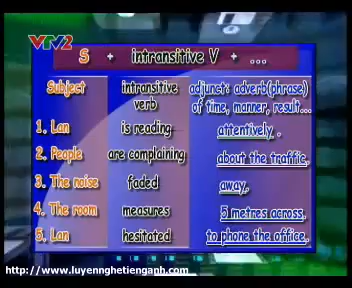 VTV2
S + intransitive V + ...
Subject intransitive verb adjunct: adverb(phrase) of time, manner, result...
1. Lan is reading attentively, .
2. People are complaining about the traffic.
3. The noise faded away.
4. The room measures 5 metres across.
5. Lan hesitated to phone the office.
http://www.luyennghetienganh.com